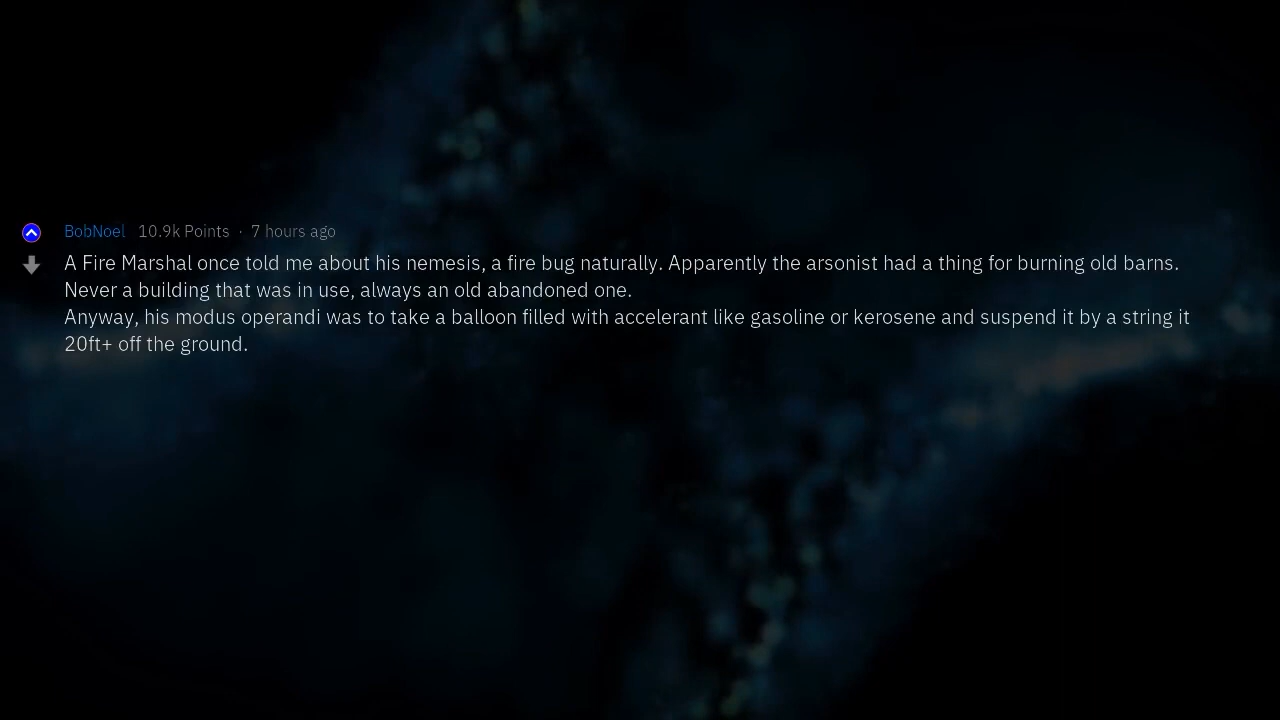 BobNoel 10.9k Points · 7 hours ago
A Fire Marshal once told me about his nemesis, a fire bug naturally. Apparently the arsonist had a thing for burning old barns.
Never a building that was in use, always an old abandoned one.
Anyway, his modus operandi was to take a balloon filled with accelerant like gasoline or kerosene and suspend it by a string it
20ft+ off the ground.